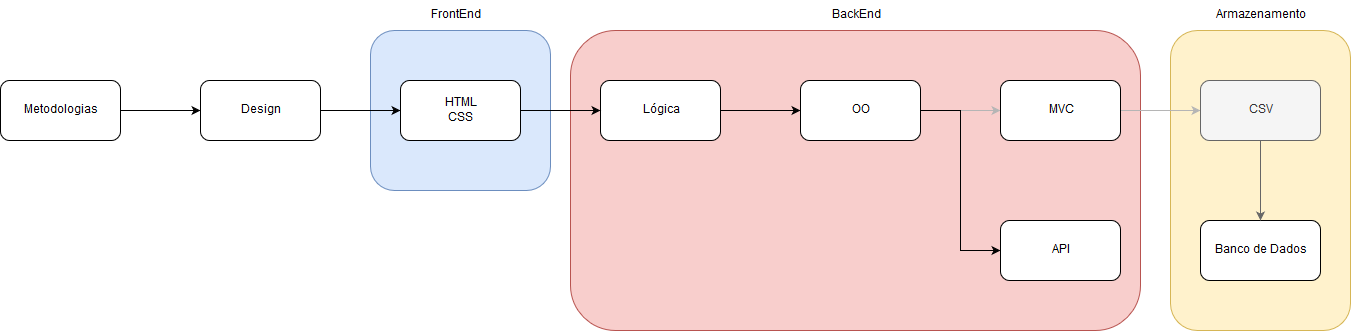 FrontEnd
BackEnd
Armazenamento
Metodologias
Design
HTML
CSS
Lógica
OO
MVC
CSV
API
Banco de Dados